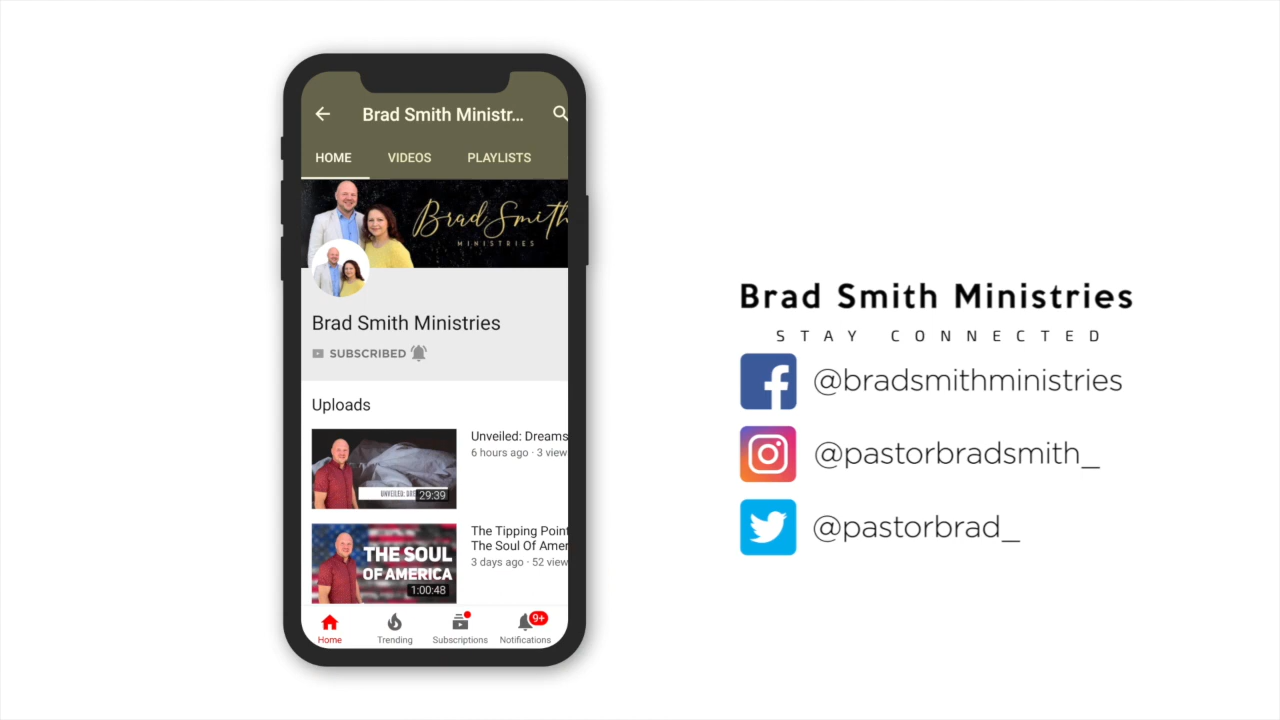 Brad Smith Ministr...
HOME VIDEOS PLAYLISTS
Brad Smith
MINISTRIES
Brad Smith Ministries
SUBSCRIBED
Uploads
Unveiled: Dreams
6 hours ago · 3 view
29:39
The Tipping Point
The Soul Of Amer
3 days ago · 52 view
THE SOUL
OF AMERICA
1:00:48
9+
Home Trending Subscriptions Notifications
Brad Smith Ministries
STAY CONNECTED
@bradsmithministries
@pastorbradsmith_
@pastorbrad_